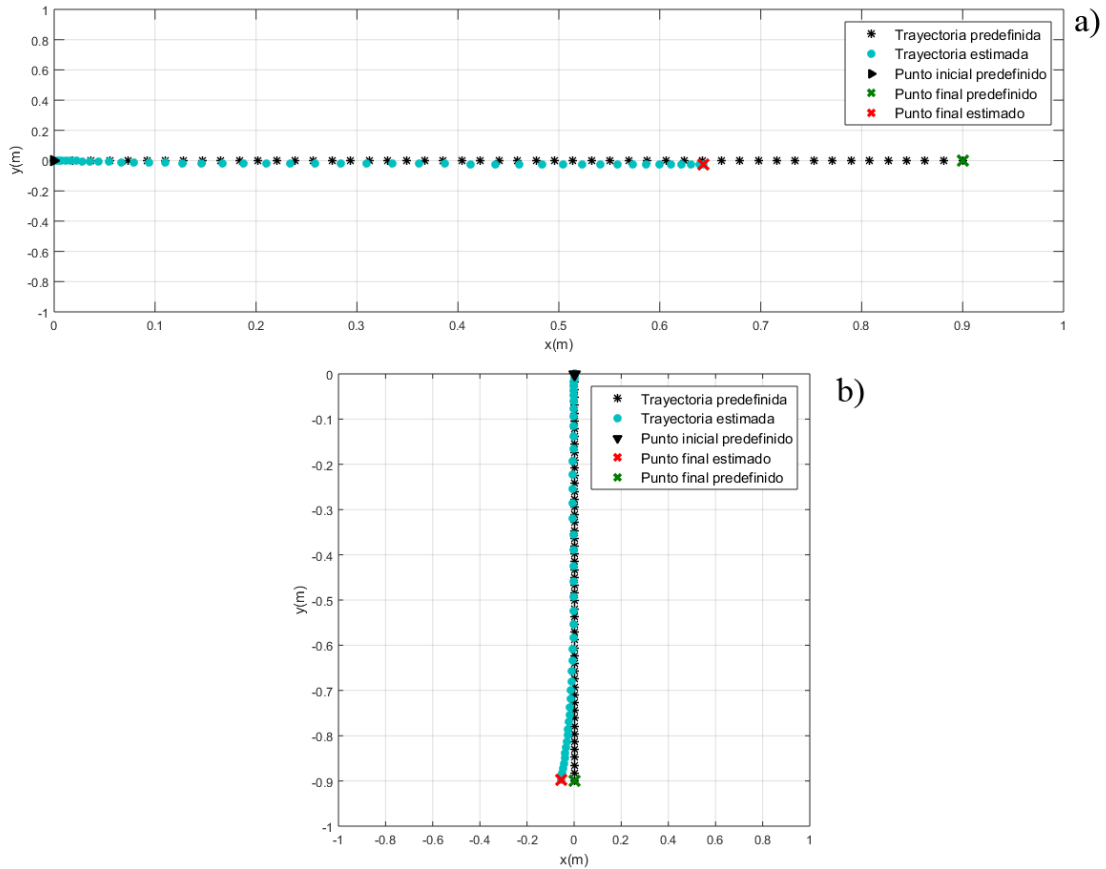 a)
1
0.8
0.6
0.4
0.2
0
-0.2
-0.4
-0.6
-0.8
-1
y(m)
Trayectoria predefinida
Trayectoria estimada
Punto inicial predefinido
Punto final predefinido
Punto final estimado
0 0.1 0.2 0.3 0.4 0.5 0.6 0.7 0.8 0.9 1
x(m)
b)
0
-0.1
-0.2
-0.3
-0.4
-0.5
-0.6
-0.7
-0.8
-0.9
-1
y(m)
Trayectoria predefinida
Trayectoria estimada
Punto inicial predefinido
Punto final estimado
Punto final predefinido
-1 -0.8 -0.6 -0.4 -0.2 0 0.2 0.4 0.6 0.8 1
x(m)